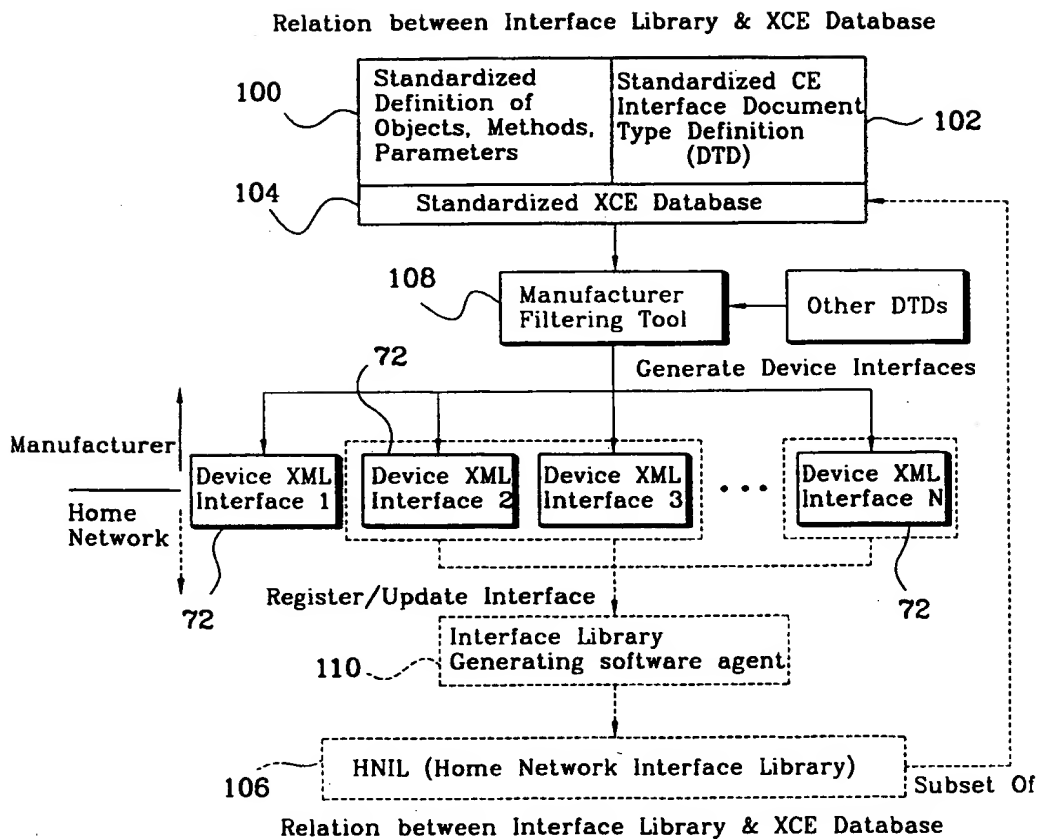 Relation between Interface Library & XCE Database
100
Standardized
Definition of
Objects, Methods,
Parameters
Standardized CE
Interface Document
Type Definition
(DTD)
102
104
Standardized XCE Database
108
Manufacturer
Filtering Tool
Other DTDs
72
Generate Device Interfaces
Manufacturer
Home
Network
Device XML
Interface 1
Device XML
Interface 2
Device XML
Interface 3
Device XML
Interface N
72
72
Register/Update Interface
Interface Library
Generating software agent
110
HNIL (Home Network Interface Library)
106
Subset Of
Relation between Interface Library & XCE Database